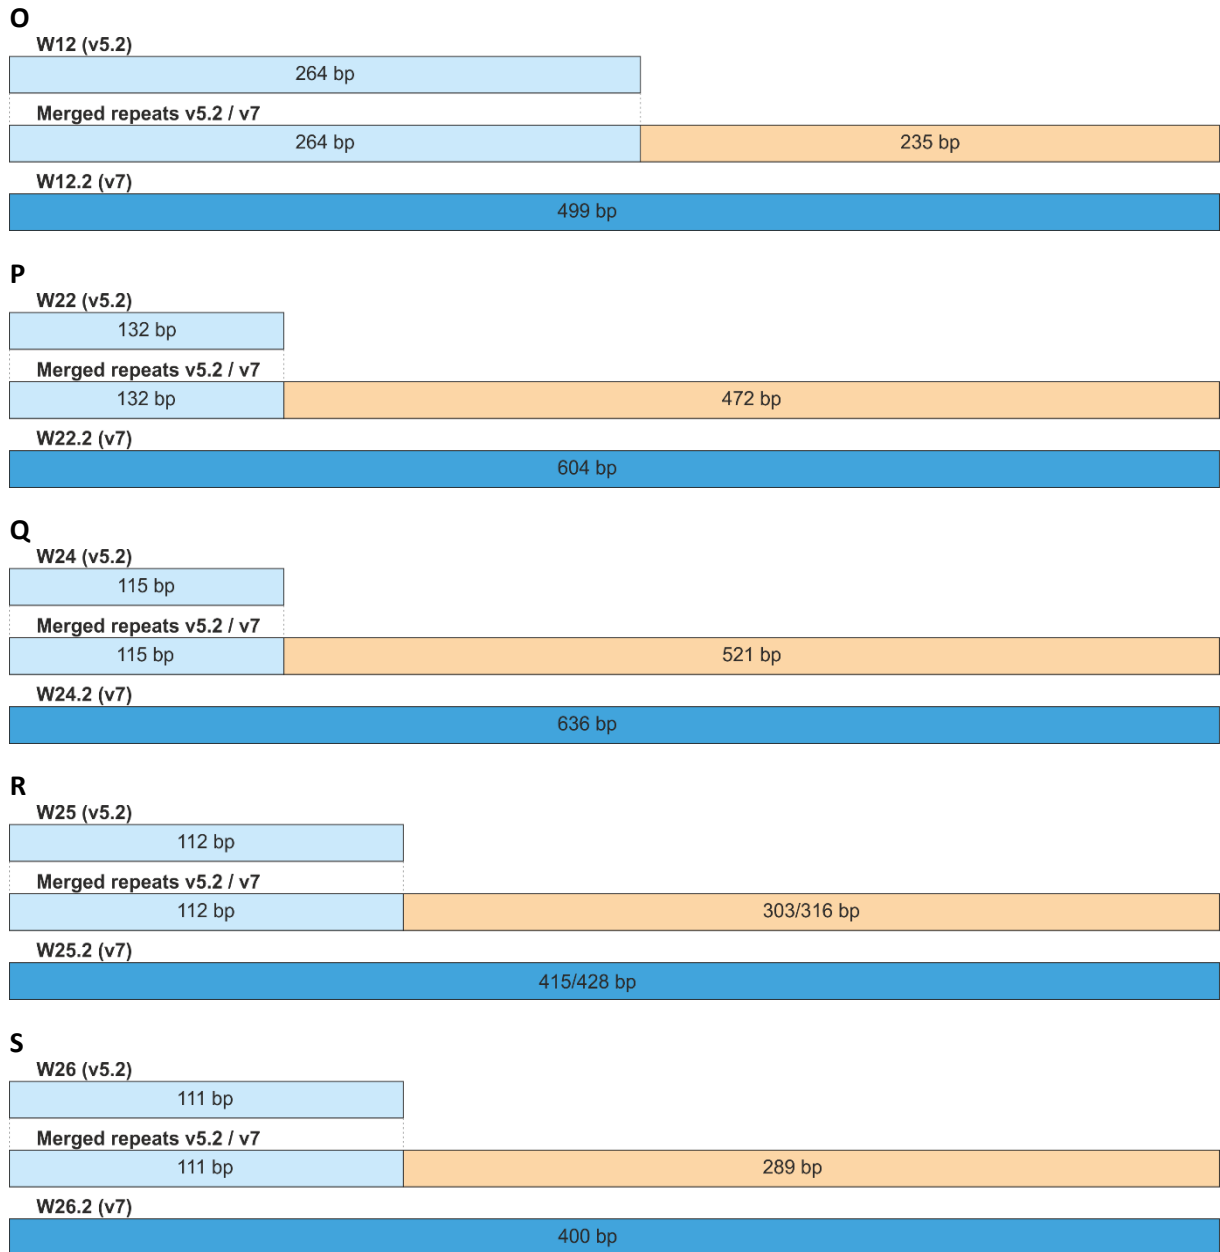 O
W12 (v5.2)
264 bp
Merged repeats v5.2 / v7
264 bp 235 bp
W12.2 (v7)
499 bp
P
W22 (v5.2)
132 bp
Merged repeats v5.2 / v7
132 bp 472 bp
W22.2 (v7)
604 bp
Q
W24 (v5.2)
115 bp
Merged repeats v5.2 / v7
115 bp 521 bp
W24.2 (v7)
636 bp
R
W25 (v5.2)
112 bp
Merged repeats v5.2 / v7
112 bp 303/316 bp
W25.2 (v7)
415/428 bp
S
W26 (v5.2)
111 bp
Merged repeats v5.2 / v7
111 bp 289 bp
W26.2 (v7)
400 bp